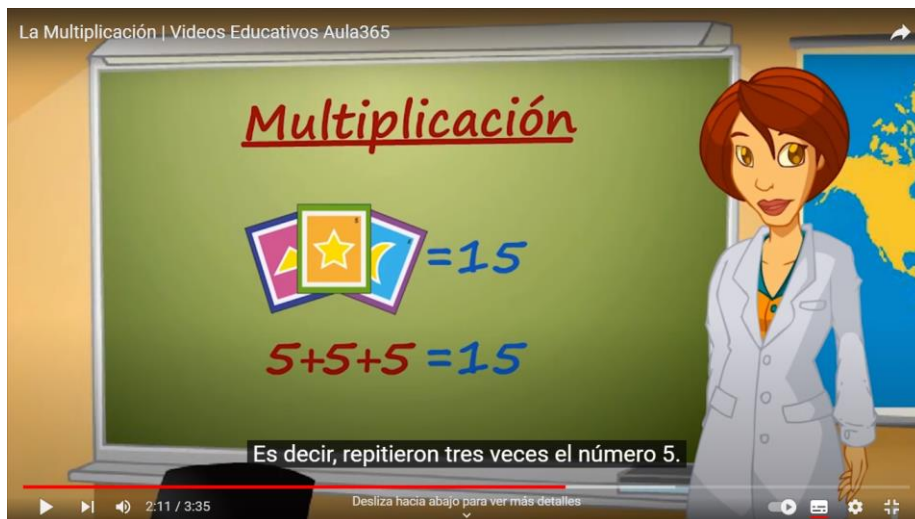 La Multiplicación | Videos Educativos Aula365
Multiplicación
=15
5+5+5 =15
Es decir, repitieron tres veces el número 5.
2:11 / 3:35
Desliza hacia abajo para ver más detalles